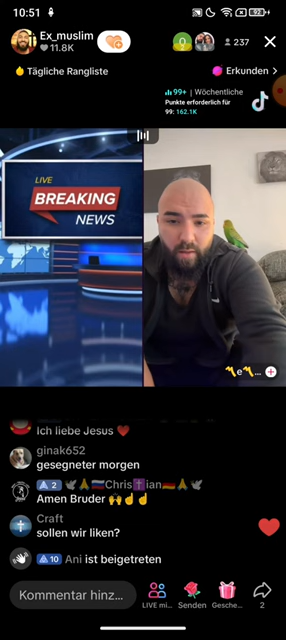 10:51
92
Ex_muslim
11.8K
237
Tägliche Rangliste
Erkunden >
99+ | Wöchentliche
Punkte erforderlich für
99: 162.1K
LIVE
BREAKING
NEWS
e
...
Ich liebe Jesus ❤️
ginak652
gesegneter morgen
2 🕊️🙏🇷🇺Chris✝️ian🇩🇪🙏🕊️
Amen Bruder 🙌☝️☝️
Craft
sollen wir liken?
10 Ani ist beigetreten
Kommentar hinz...
LIVE mi...
Senden
Gesche...
2